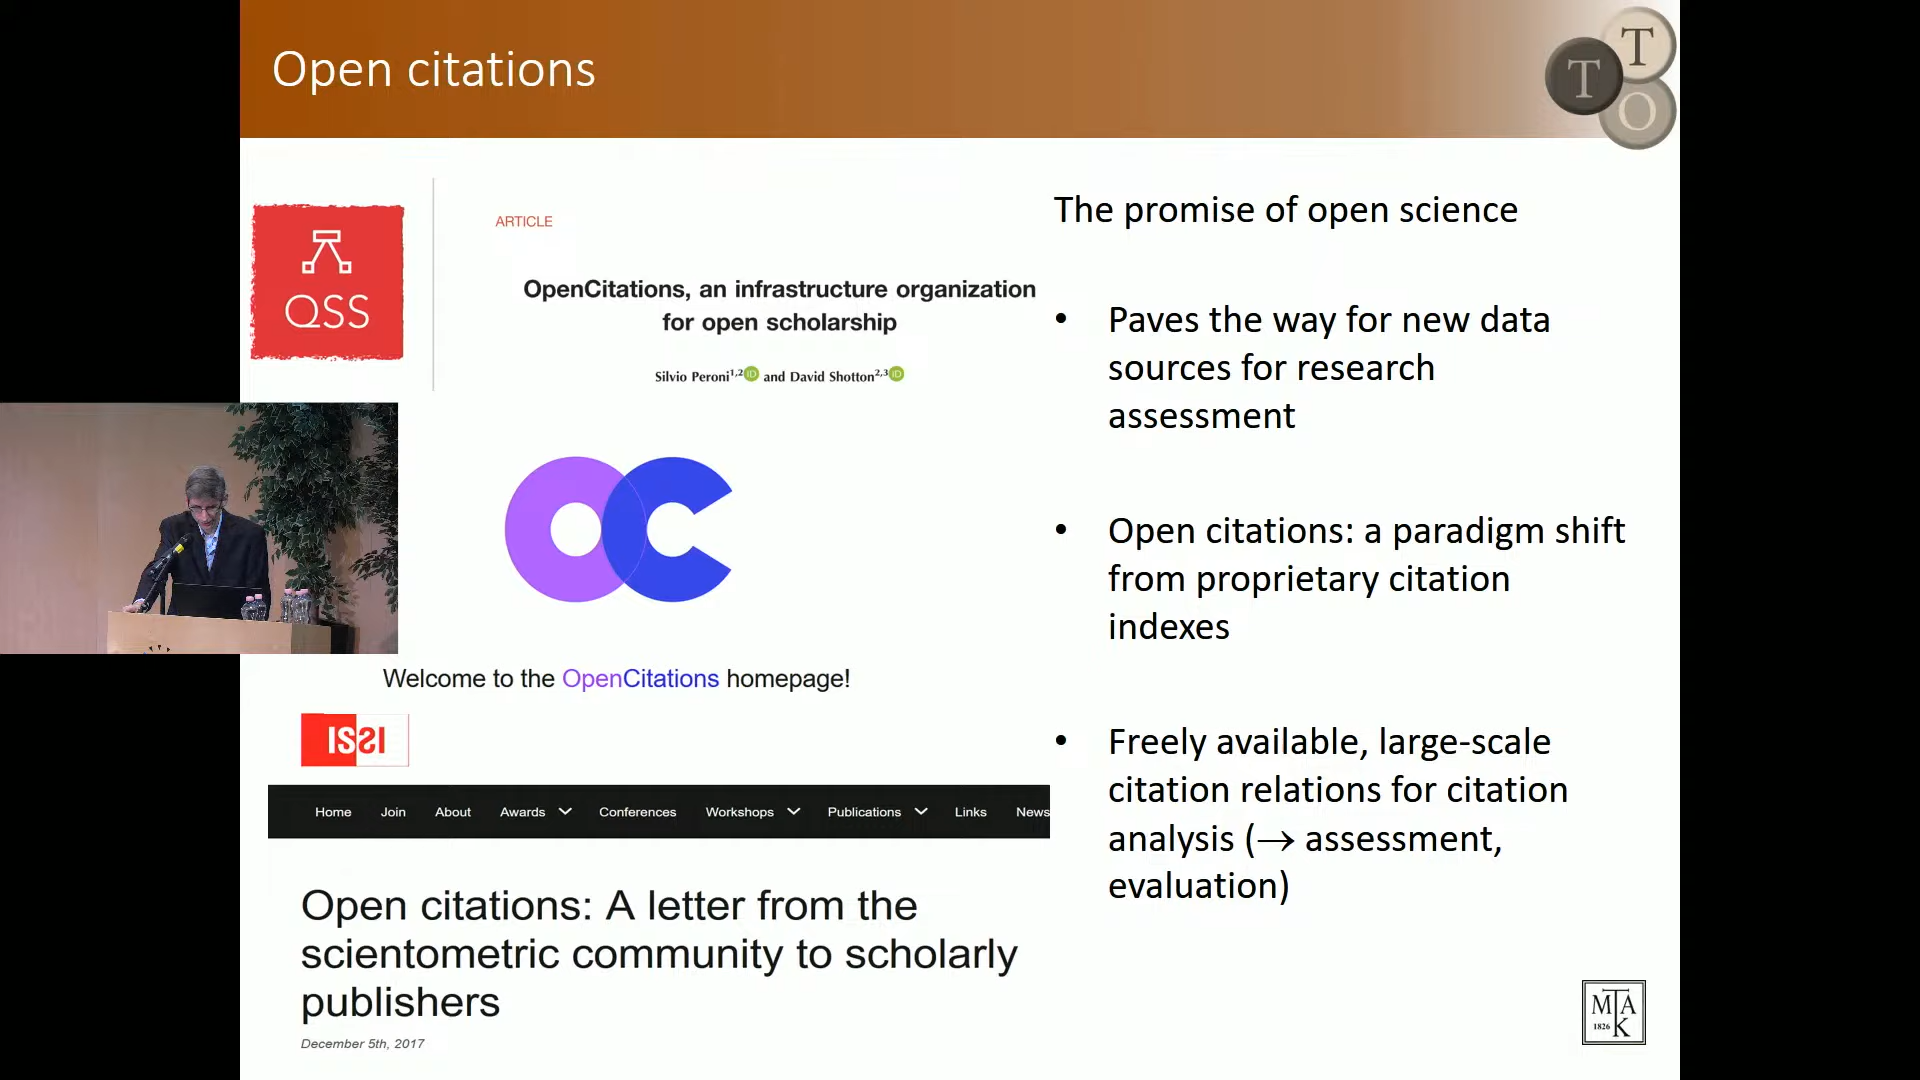 Open citations
T
T
O
QSS
ARTICLE
OpenCitations, an infrastructure organization
for open scholarship
Silvio Peroni1,2 iD and David Shotton2,3 iD
OC
Welcome to the OpenCitations homepage!
ISSI
Home Join About Awards Conferences Workshops Publications Links News
Open citations: A letter from the
scientometric community to scholarly
publishers
December 5th, 2017
The promise of open science
• Paves the way for new data
sources for research
assessment
• Open citations: a paradigm shift
from proprietary citation
indexes
• Freely available, large-scale
citation relations for citation
analysis (→ assessment,
evaluation)
MTA
1826 K